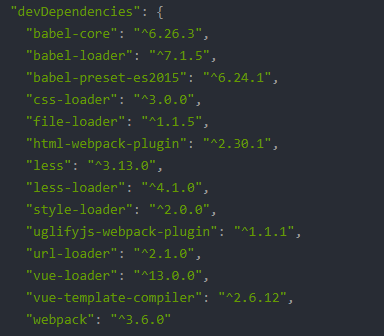 "devDependencies": {
"babel-core": "^6.26.3",
"babel-loader": "^7.1.5",
"babel-preset-es2015": "^6.24.1",
"css-loader": "^3.0.0",
"file-loader": "^1.1.5",
"html-webpack-plugin": "^2.30.1",
"less": "^3.13.0",
"less-loader": "^4.1.0",
"style-loader": "^2.0.0",
"uglifyjs-webpack-plugin": "^1.1.1",
"url-loader": "^2.1.0",
"vue-loader": "^13.0.0",
"vue-template-compiler": "^2.6.12",
"webpack": "^3.6.0"